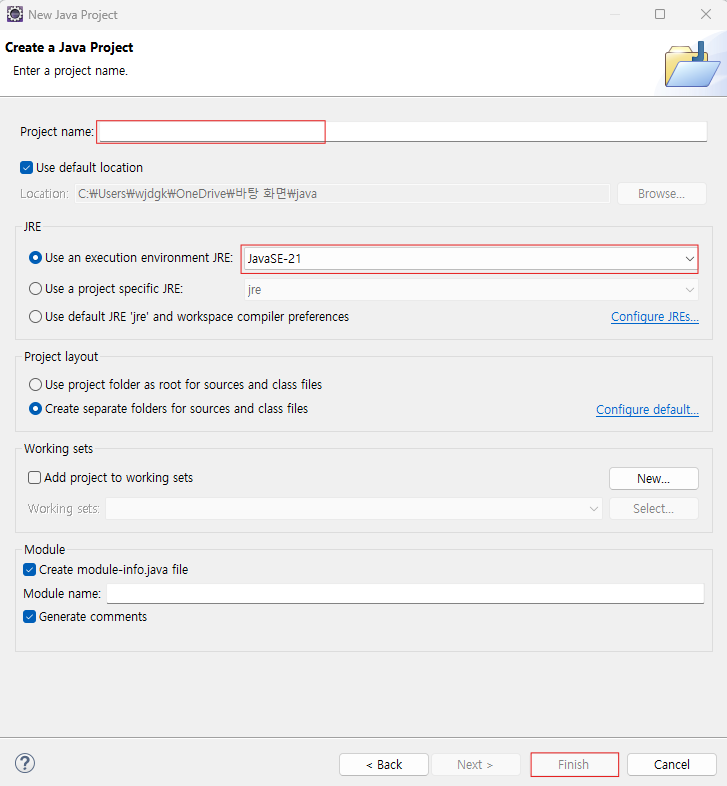 New Java Project
Create a Java Project
Enter a project name.
Project name:
Use default location
Location: C:₩Users₩wjdgk₩OneDrive₩바탕 화면₩java Browse...
JRE
Use an execution environment JRE: JavaSE-21
Use a project specific JRE: jre
Use default JRE 'jre' and workspace compiler preferences Configure JREs...
Project layout
Use project folder as root for sources and class files
Create separate folders for sources and class files Configure default...
Working sets
Add project to working sets New...
Working sets: Select...
Module
Create module-info.java file
Module name:
Generate comments
? < Back Next > Finish Cancel